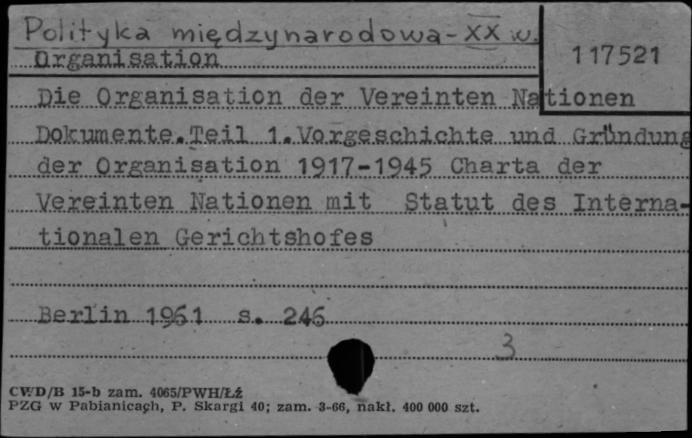 Polityka międzynarodowa - XX w.
117521
Organisation
Die Organisation der Vereinten Nationen
Dokumente.Teil 1.Vorgeschichte und Gründung
der Organisation 1917-1945 Charta der
Vereinten Nationen mit Statut des Interna-
tionalen Gerichtshofes
Berlin 1961 s. 246
3
CWD/B 15-b zam. 4065/PWH/Łź
PZG w Pabianicach, P. Skargi 40; zam. 3-66, nakł. 400 000 szt.